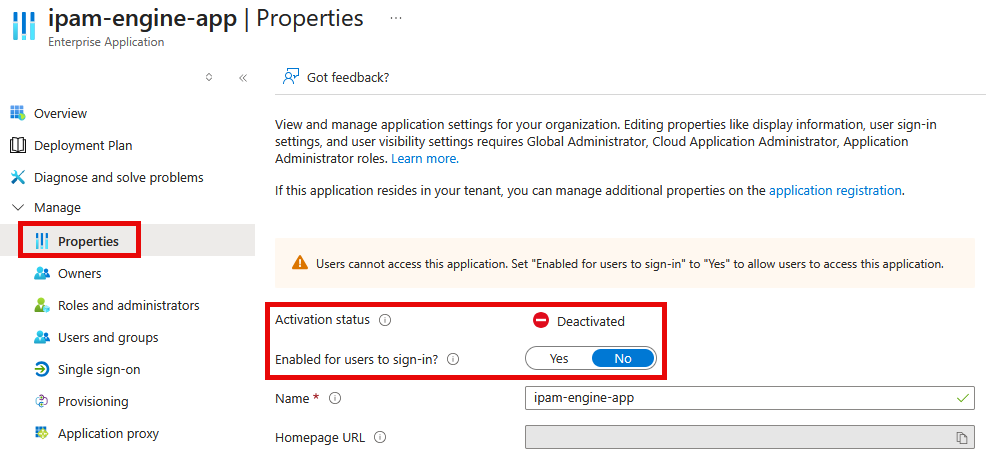 ipam-engine-app | Properties ...
Enterprise Application
Got feedback?
Overview
Deployment Plan
Diagnose and solve problems
Manage
Properties
Owners
Roles and administrators
Users and groups
Single sign-on
Provisioning
Application proxy
View and manage application settings for your organization. Editing properties like display information, user sign-in
settings, and user visibility settings requires Global Administrator, Cloud Application Administrator, Application
Administrator roles. Learn more.
If this application resides in your tenant, you can manage additional properties on the application registration.
Users cannot access this application. Set "Enabled for users to sign-in" to "Yes" to allow users to access this application.
Activation status Deactivated
Enabled for users to sign-in? Yes No
Name * ipam-engine-app
Homepage URL